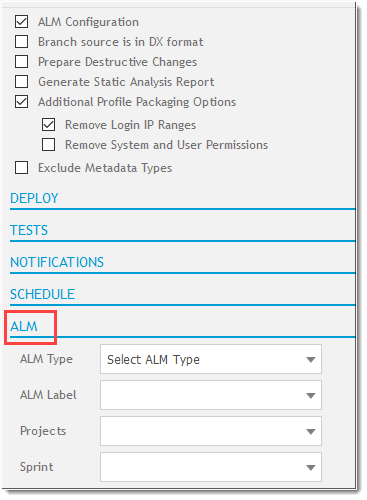 ALM Configuration
Branch source is in DX format
Prepare Destructive Changes
Generate Static Analysis Report
Additional Profile Packaging Options
Remove Login IP Ranges
Remove System and User Permissions
Exclude Metadata Types
DEPLOY
TESTS
NOTIFICATIONS
SCHEDULE
ALM
ALM Type Select ALM Type
ALM Label
Projects
Sprint